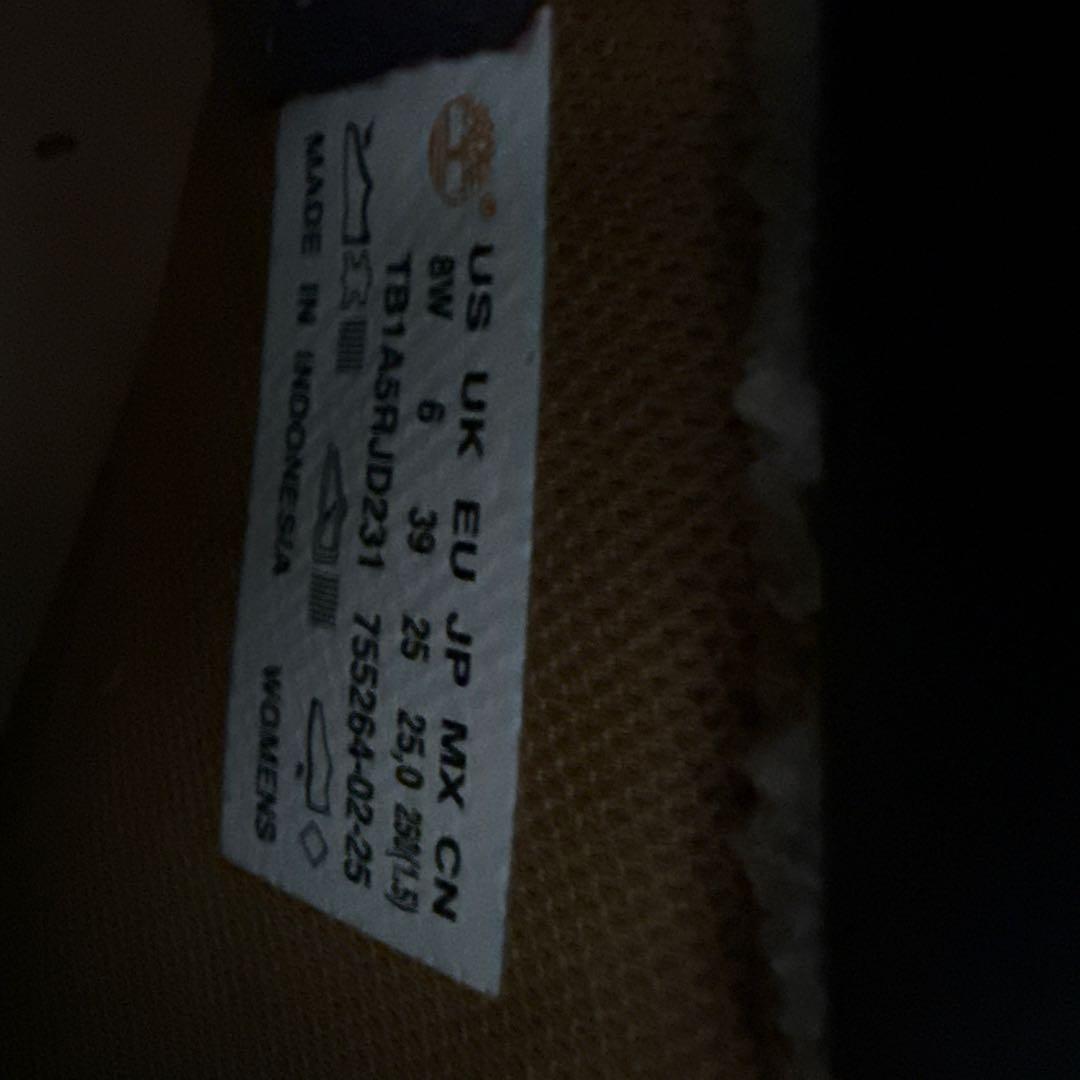 US UK EU JP MX CN
8W 6 39 25 25,0 250(1.5)
TB1A5RJD231 755264-02-25
MADE IN INDONESIA WOMENS